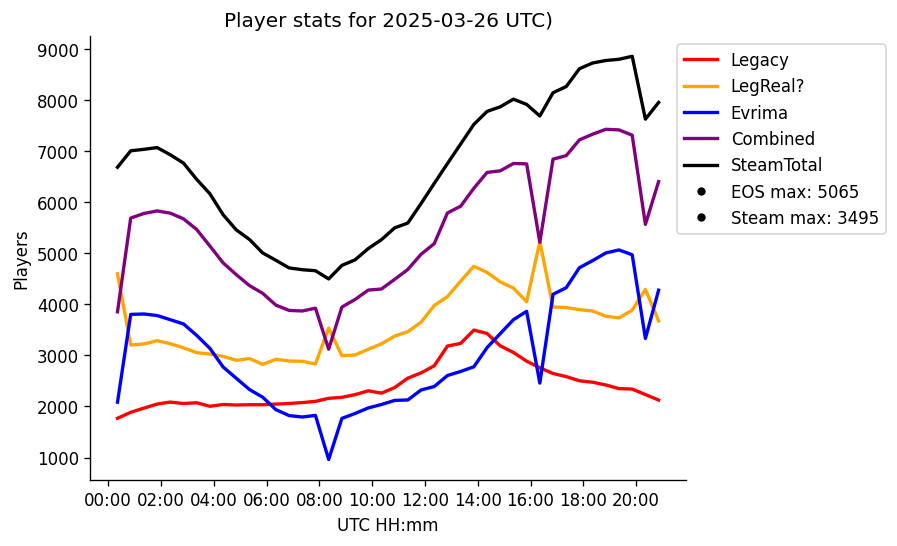 Player stats for 2025-03-26 UTC)
9000
8000
7000
6000
5000
4000
3000
2000
1000
Players
00:00 02:00 04:00 06:00 08:00 10:00 12:00 14:00 16:00 18:00 20:00
UTC HH:mm
Legacy
LegReal?
Evrima
Combined
SteamTotal
EOS max: 5065
Steam max: 3495